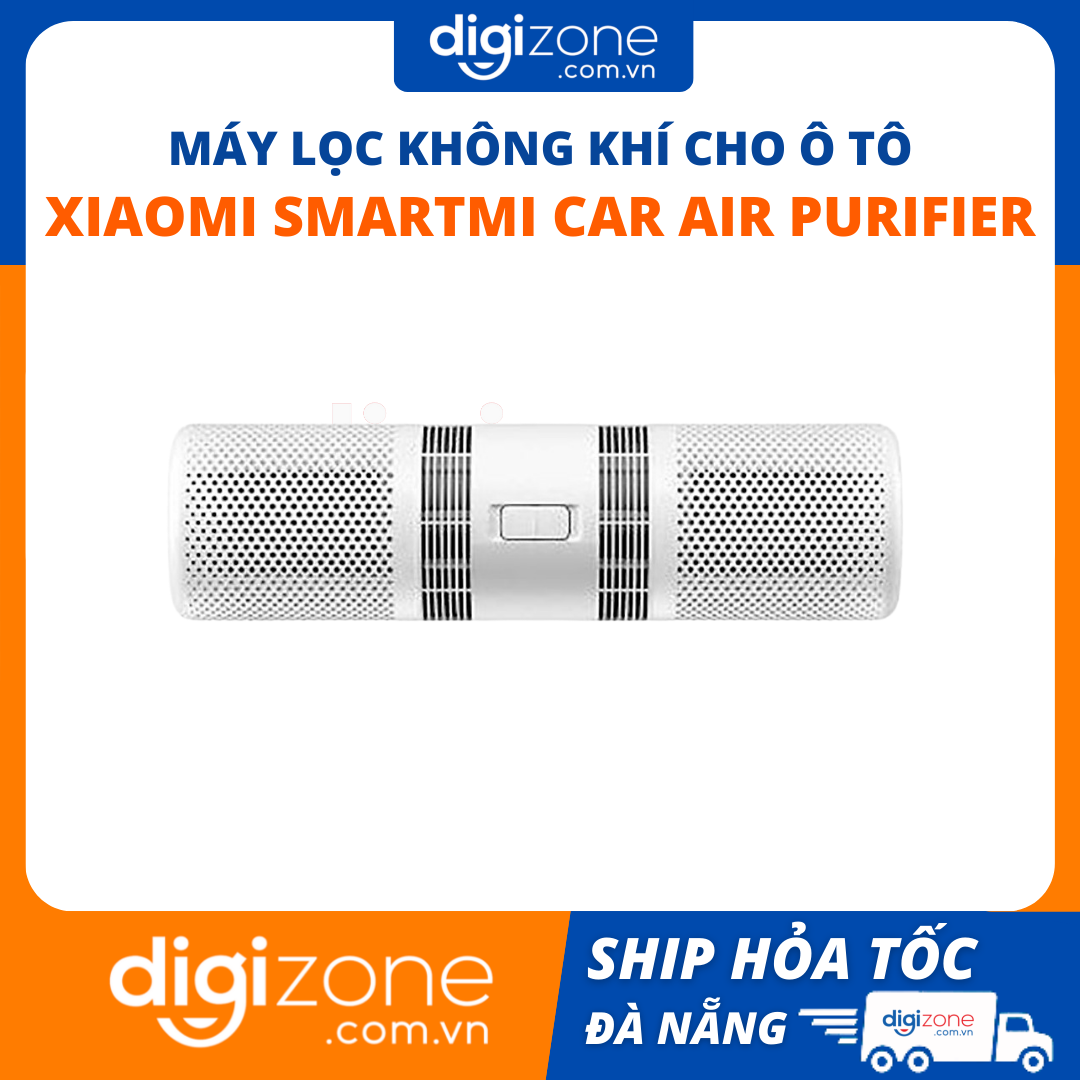 digizone
.com.vn
MÁY LỌC KHÔNG KHÍ CHO Ô TÔ
XIAOMI SMARTMI CAR AIR PURIFIER
digizone
.com.vn
SHIP HỎA TỐC
ĐÀ NẴNG
digizone
.com.vn